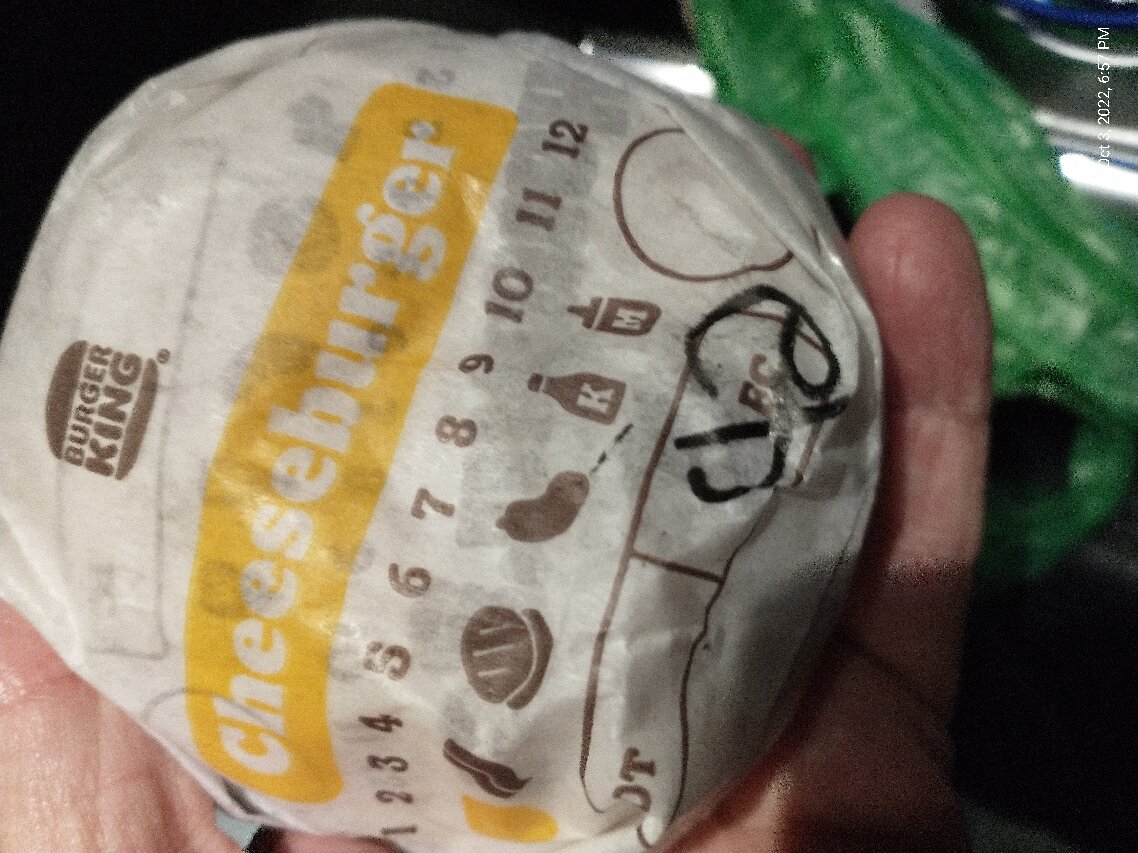 BURGER
KING®
Cheeseburger
1 2 3 4 5 6 7 8 9 10 11 12
K
M
Oct 3, 2022, 6:57 PM